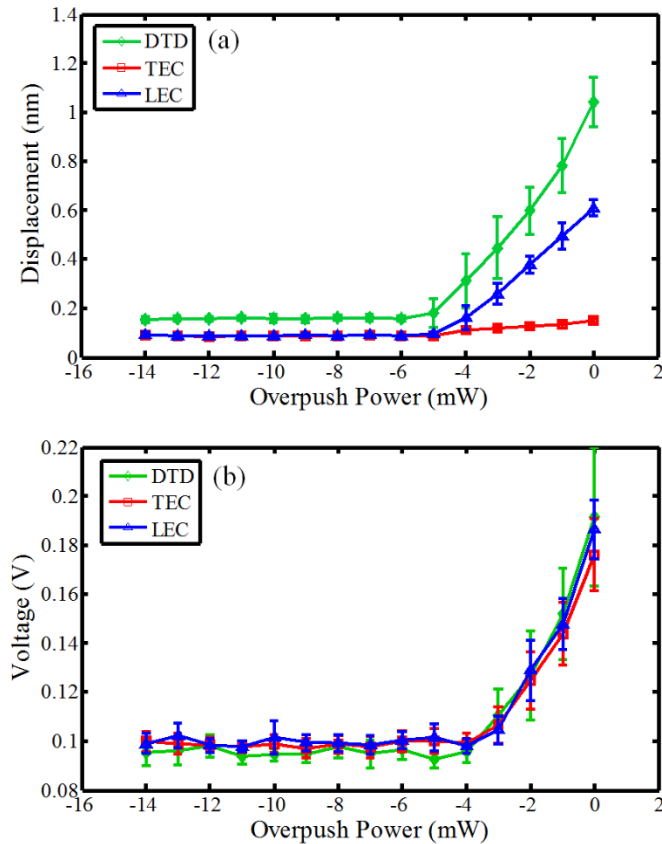 (a)
DTD
TEC
LEC
Displacement (nm)
1.4
1.2
1
0.8
0.6
0.4
0.2
0
-16 -14 -12 -10 -8 -6 -4 -2 0 2
Overpush Power (mW)
(b)
DTD
TEC
LEC
Voltage (V)
0.22
0.2
0.18
0.16
0.14
0.12
0.1
0.08
-16 -14 -12 -10 -8 -6 -4 -2 0 2
Overpush Power (mW)